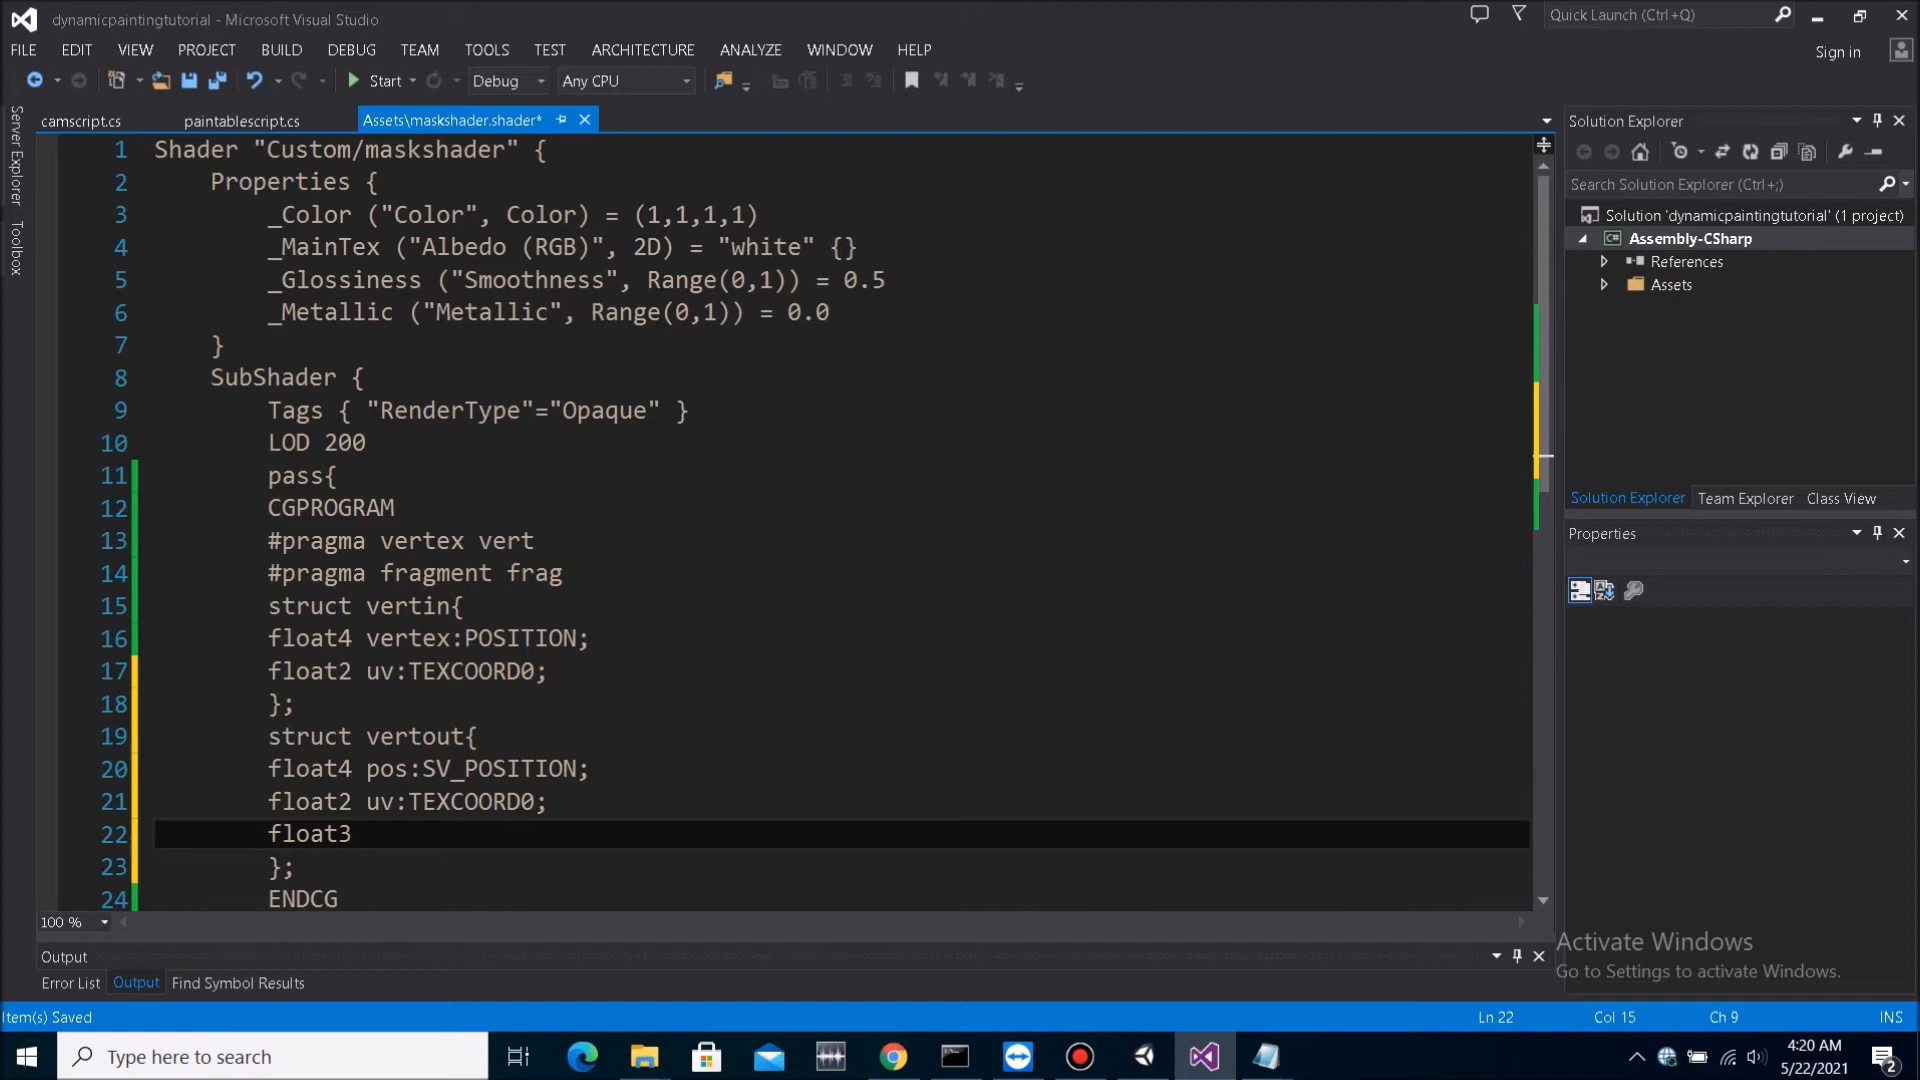 dynamicpaintingtutorial - Microsoft Visual Studio
Quick Launch (Ctrl+Q)
FILE EDIT VIEW PROJECT BUILD DEBUG TEAM TOOLS TEST ARCHITECTURE ANALYZE WINDOW HELP
Sign in
Start Debug Any CPU
Server Explorer
Toolbox
camscript.cs paintablescript.cs Assets\maskshader.shader*
1 Shader "Custom/maskshader" {
2 Properties {
3 _Color ("Color", Color) = (1,1,1,1)
4 _MainTex ("Albedo (RGB)", 2D) = "white" {}
5 _Glossiness ("Smoothness", Range(0,1)) = 0.5
6 _Metallic ("Metallic", Range(0,1)) = 0.0
7 }
8 SubShader {
9 Tags { "RenderType"="Opaque" }
10 LOD 200
11 pass{
12 CGPROGRAM
13 #pragma vertex vert
14 #pragma fragment frag
15 struct vertin{
16 float4 vertex:POSITION;
17 float2 uv:TEXCOORD0;
18 };
19 struct vertout{
20 float4 pos:SV_POSITION;
21 float2 uv:TEXCOORD0;
22 float3
23 };
24 ENDCG
100 %
Solution Explorer
Search Solution Explorer (Ctrl+;)
Solution 'dynamicpaintingtutorial' (1 project)
C# Assembly-CSharp
References
Assets
Solution Explorer Team Explorer Class View
Properties
Output
Error List Output Find Symbol Results
Activate Windows
Go to Settings to activate Windows.
Item(s) Saved Ln 22 Col 15 Ch 9 INS
Type here to search
4:20 AM
5/22/2021
2